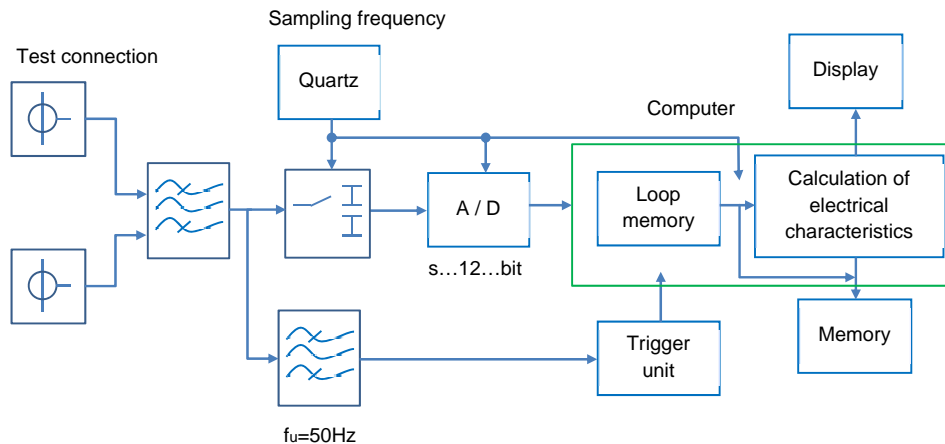 Sampling frequency
Test connection
Quartz
Display
Computer
Loop
memory
Calculation of
electrical
characteristics
A / D
s…12…bit
Trigger
unit
Memory
fu=50Hz